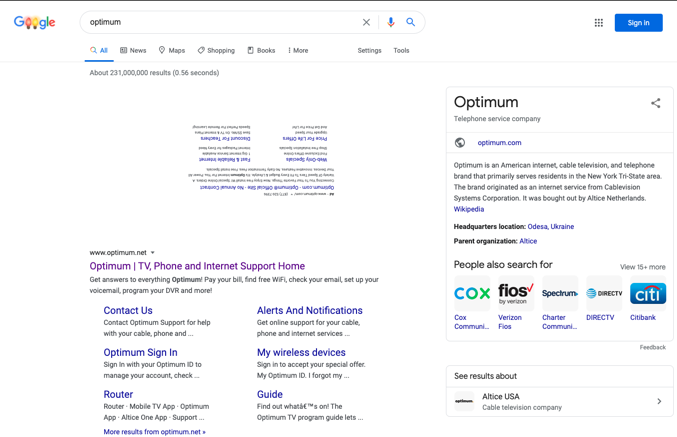 Google
optimum
Sign in
All
News
Maps
Shopping
Books
More
Settings
Tools
About 231,000,000 results (0.56 seconds)
Ad · www.optimum.com/ · (877) 535-1956
Optimum.com - Optimum® Official Site - No Annual Contract
Web-Only Specials
Fast & Reliable Internet
Price For Life Offers
Discount For Teachers
www.optimum.net
Optimum | TV, Phone and Internet Support Home
Get answers to everything Optimum! Pay your bill, find free WiFi, check your email, set up your
voicemail, program your DVR and more!
Contact Us
Contact Optimum Support for help
with your cable, phone and ...
Alerts And Notifications
Get online support for your cable,
phone and internet services ...
Optimum Sign In
Sign In with your Optimum ID to
manage your account, check ...
My wireless devices
Sign in to accept your special offer.
My Optimum ID. I forgot my ...
Router
Router · Mobile TV App · Optimum
App · Altice One App · Support ...
Guide
Find out whatâ€™s on! The
Optimum TV program guide lets ...
More results from optimum.net »
Optimum
Telephone service company
optimum.com
Optimum is an American internet, cable television, and telephone
brand that primarily serves residents in the New York Tri-State area.
The brand originated as an internet service from Cablevision
Systems Corporation. It was bought out by Altice Netherlands.
Wikipedia
Headquarters location: Odesa, Ukraine
Parent organization: Altice
People also search for
View 15+ more
COX
fios
by verizon
Spectrum
DIRECTV
citi
Cox
Communi...
Verizon
Fios
Charter
Communi...
DIRECTV
Citibank
Feedback
See results about
optimum.
Altice USA
Cable television company